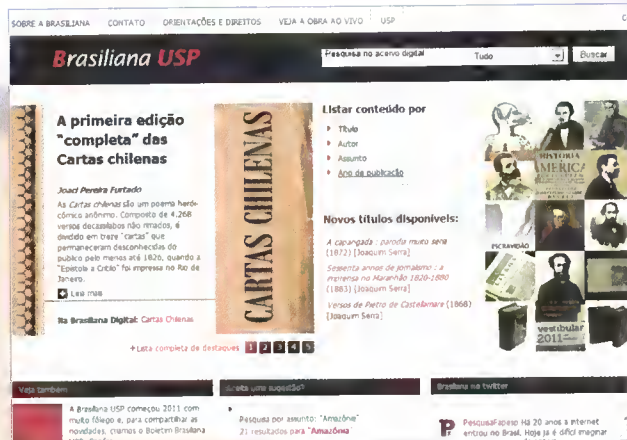 SOBRE A BRASILIANA CONTATO ORIENTAÇÕES E DIREITOS VEJA A OBRA AO VIVO USP
Brasiliana USP
Pesquisa no acervo digital Tudo Buscar
A primeira edição
"completa" das
Cartas chilenas
Joaci Pereira Furtado
As Cartas chilenas são um poema herói-
cômico anônimo. Composto de 4.268
versos decassílabos não rimados, é
dividido em treze "cartas" que
permaneceram desconhecidas do
público pelo menos até 1826, quando a
"Epístola a Critilo" foi impressa no Rio de
Janeiro.
Leia mais
Na Brasiliana Digital: Cartas Chilenas
+Lista completa de destaques 1 2 3 4 5
CARTAS CHILENAS
Listar conteúdo por
Título
Autor
Assunto
Ano de publicação
Novos títulos disponíveis:
A capangada : parodia muito seria
(1872) [Joaquim Serra]
Sessenta annos de jornalismo : a
imprensa no Maranhão 1820-1880
(1883) [Joaquim Serra]
Versos de Pietro de Castellamare (1868)
[Joaquim Serra]
HISTORIA
AMERICA
ESCRAVIDÃO
vestibular
2011
Veja também
A Brasiliana USP começou 2011 com
muito fôlego e, para compartilhar as
novidades, criamos o Boletim Brasiliana
Aceita uma sugestão?
Pesquisa por assunto: "Amazônia"
21 resultados para "Amazônia"
Brasiliana no twitter
PesquisaFapesp Há 20 anos a internet
entrou no Brasil. Hoje já é difícil imaginar